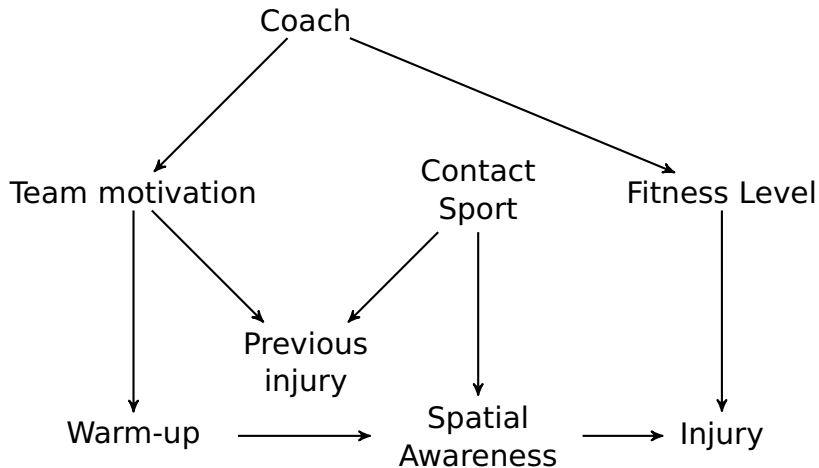 Coach
Team motivation
Contact
Sport
Fitness Level
Previous
injury
Warm-up
Spatial
Awareness
Injury